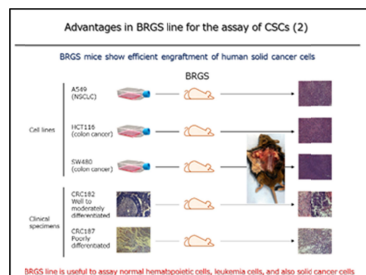 Advantages in BRGS line for the assay of CSCs (2)
BRGS mice show efficient engraftment of human solid cancer cells
BRGS
A549
(NSCLC)
Cell lines
HCT116
(colon cancer)
SW480
(colon cancer)
Clinical
specimens
CRC182
Well to
moderately
differentiated
CRC187
Poorly
differentiated
BRGS line is useful to assay normal hematopoietic cells, leukemia cells, and also solid cancer cells